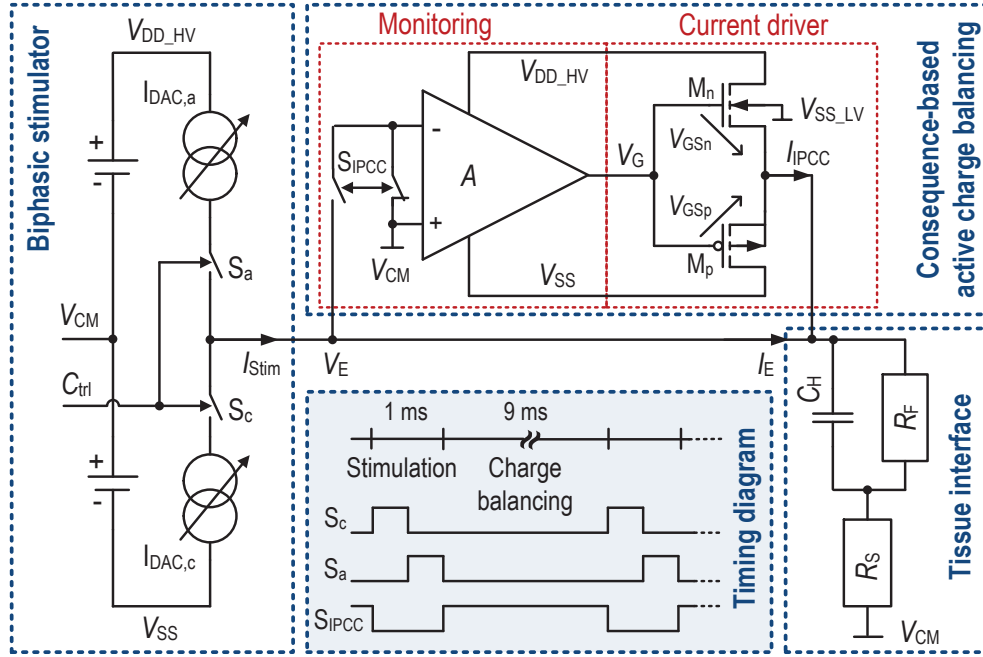 Biphasic stimulator
V_DD_HV
+
-
I_DAC,a
S_a
V_CM
C_trl
I_Stim
S_c
+
-
I_DAC,c
V_SS
Monitoring
Current driver
Consequence-based
active charge balancing
V_DD_HV
M_n
V_SS_LV
-
S_IPCC
A
V_G
V_GSn
I_IPCC
+
V_GSp
V_CM
V_SS
M_p
V_E
I_E
Timing diagram
1 ms
9 ms
Stimulation
Charge
balancing
S_c
S_a
S_IPCC
Tissue interface
C_H
R_F
R_S
V_CM